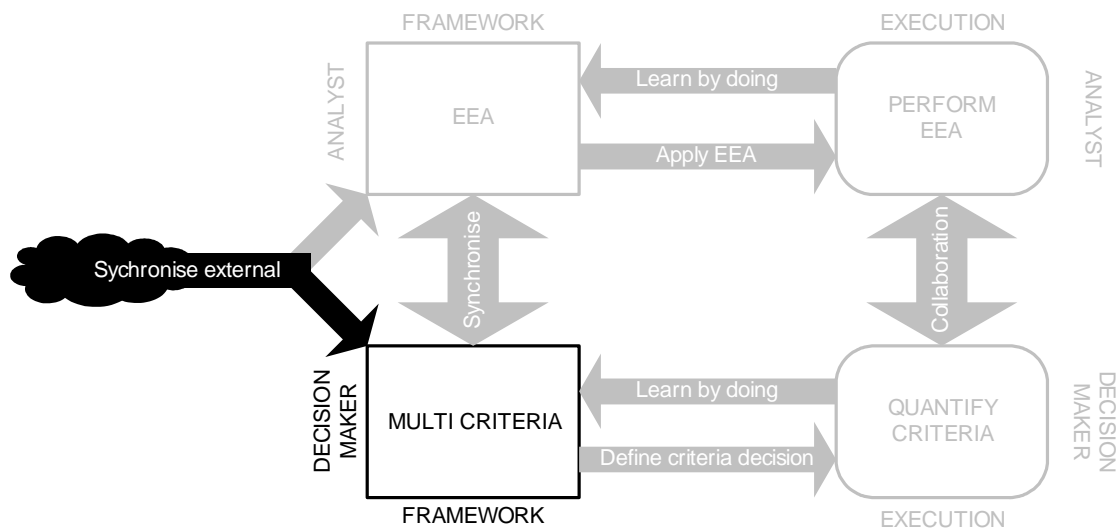 FRAMEWORK
EXECUTION
ANALYST
EEA
Learn by doing
Apply EEA
PERFORM
EEA
ANALYST
Sychronise external
Synchronise
Collaboration
DECISION
MAKER
MULTI CRITERIA
Learn by doing
Define criteria decision
QUANTIFY
CRITERIA
DECISION
MAKER
FRAMEWORK
EXECUTION